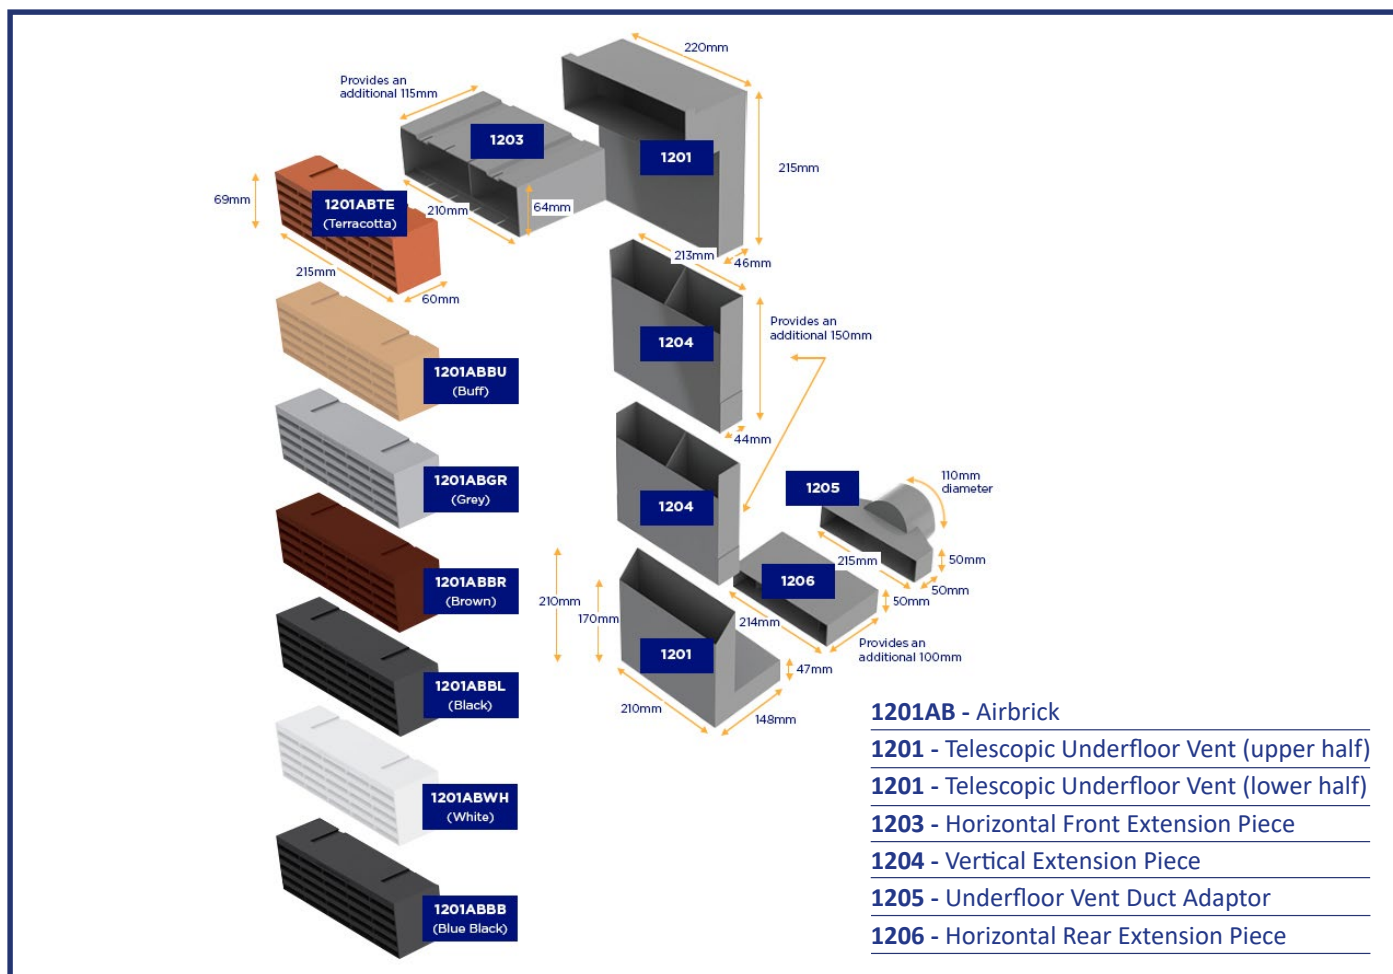 220mm
Provides an
additional 115mm
1203
1201
215mm
69mm
1201ABTE
(Terracotta)
210mm
64mm
213mm
46mm
215mm
60mm
Provides an
additional 150mm
1204
1201ABBU
(Buff)
44mm
1201ABGR
(Grey)
1204
1205
110mm
diameter
215mm
50mm
50mm
1206
50mm
1201ABBR
(Brown)
210mm
170mm
214mm
Provides an
additional 100mm
1201
47mm
1201ABBL
(Black)
210mm
148mm
1201AB - Airbrick
1201 - Telescopic Underfloor Vent (upper half)
1201 - Telescopic Underfloor Vent (lower half)
1203 - Horizontal Front Extension Piece
1204 - Vertical Extension Piece
1205 - Underfloor Vent Duct Adaptor
1206 - Horizontal Rear Extension Piece
1201ABWH
(White)
1201ABBB
(Blue Black)